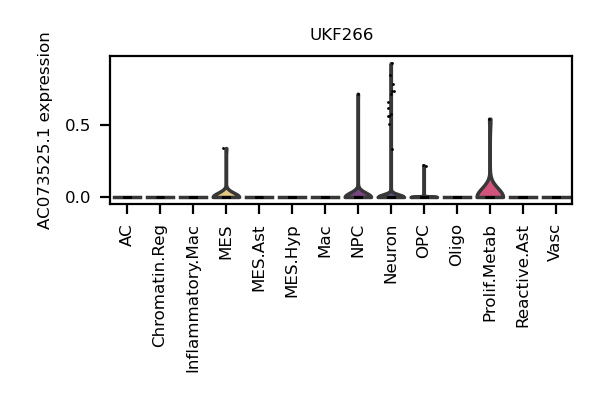 UKF266
AC073525.1 expression
0.5
0.0
AC
Chromatin.Reg
Inflammatory.Mac
MES
MES.Ast
MES.Hyp
Mac
NPC
Neuron
OPC
Oligo
Prolif.Metab
Reactive.Ast
Vasc